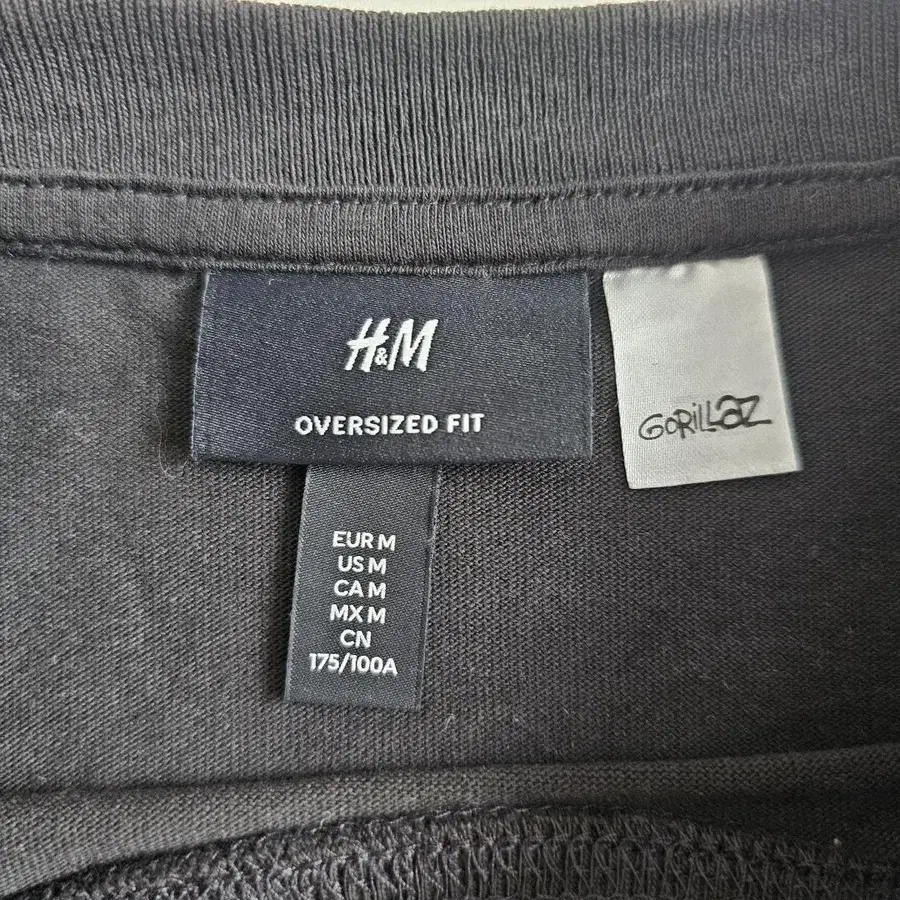 H&M
OVERSIZED FIT
GORILLAZ
EUR M
US M
CA M
MX M
CN
175/100A